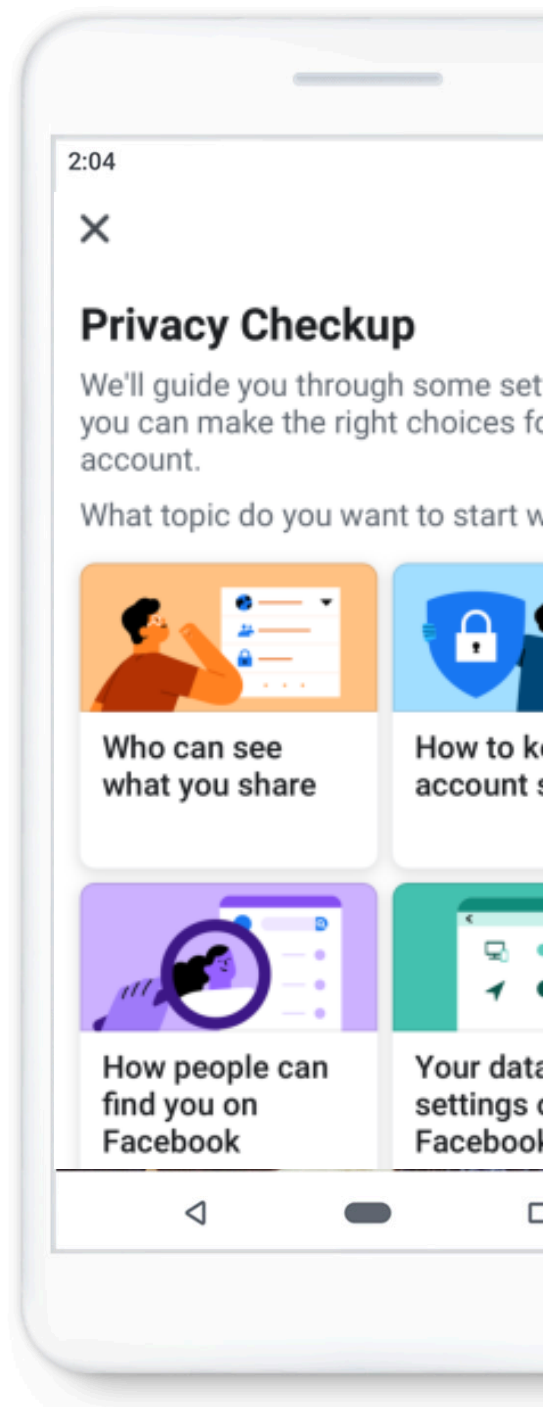 2:04
Privacy Checkup
We'll guide you through some set
you can make the right choices fo
account.
What topic do you want to start w
Who can see
what you share
How to ke
account s
How people can
find you on
Facebook
Your data
settings o
Facebook